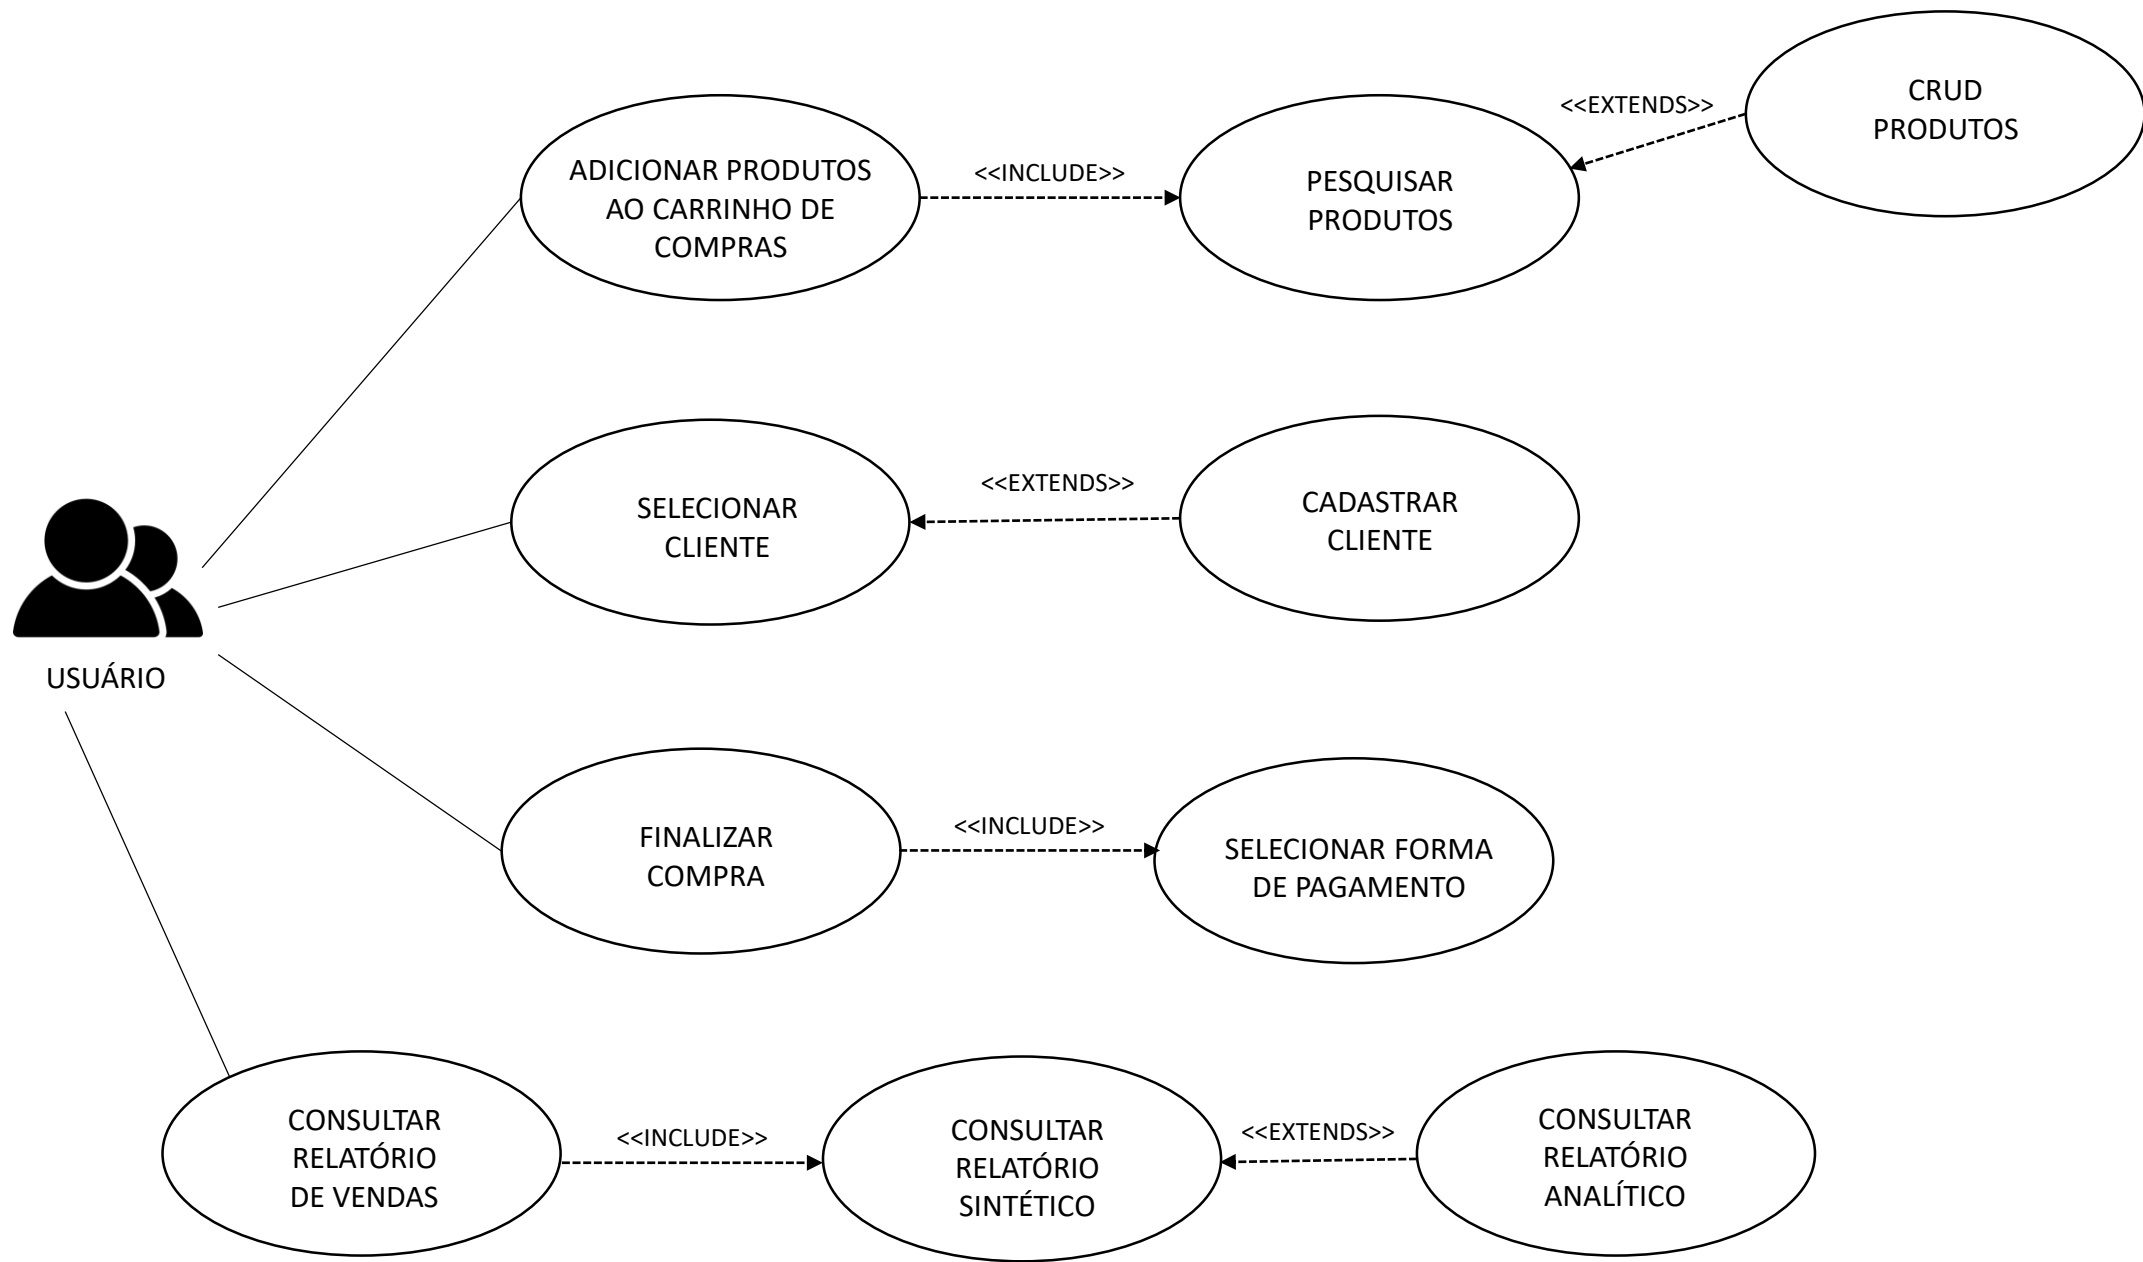 CRUD
PRODUTOS
<<EXTENDS>>
ADICIONAR PRODUTOS
AO CARRINHO DE
COMPRAS
<<INCLUDE>>
PESQUISAR
PRODUTOS
SELECIONAR
CLIENTE
<<EXTENDS>>
CADASTRAR
CLIENTE
USUÁRIO
FINALIZAR
COMPRA
<<INCLUDE>>
SELECIONAR FORMA
DE PAGAMENTO
CONSULTAR
RELATÓRIO
DE VENDAS
<<INCLUDE>>
CONSULTAR
RELATÓRIO
SINTÉTICO
<<EXTENDS>>
CONSULTAR
RELATÓRIO
ANALÍTICO